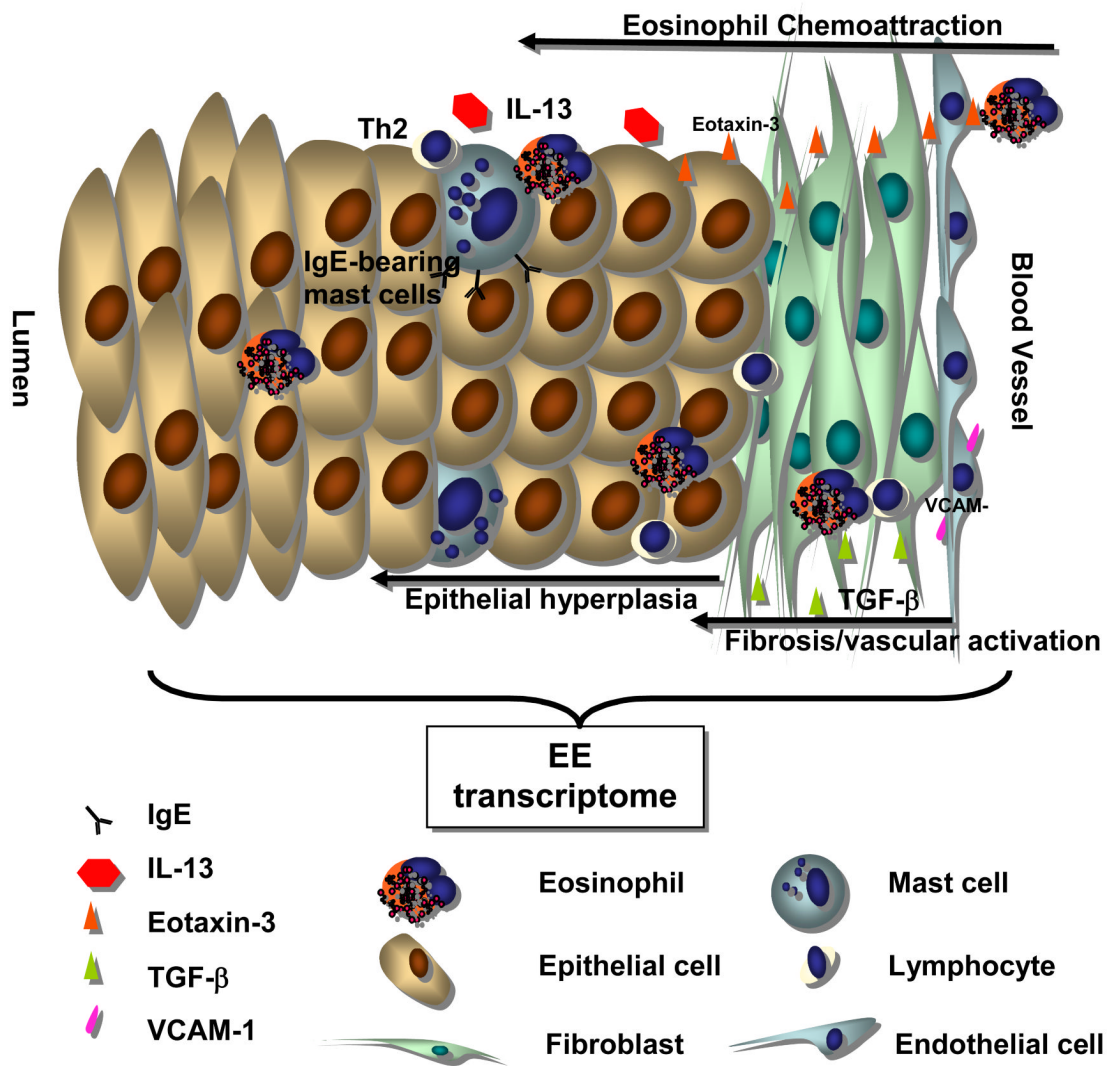 Eosinophil Chemoattraction
IL-13
Th2
Eotaxin-3
IgE-bearing
mast cells
Lumen
Blood Vessel
VCAM-
Epithelial hyperplasia
TGF-β
Fibrosis/vascular activation
EE
transcriptome
IgE
IL-13
Eotaxin-3
TGF-β
VCAM-1
Eosinophil
Epithelial cell
Fibroblast
Mast cell
Lymphocyte
Endothelial cell